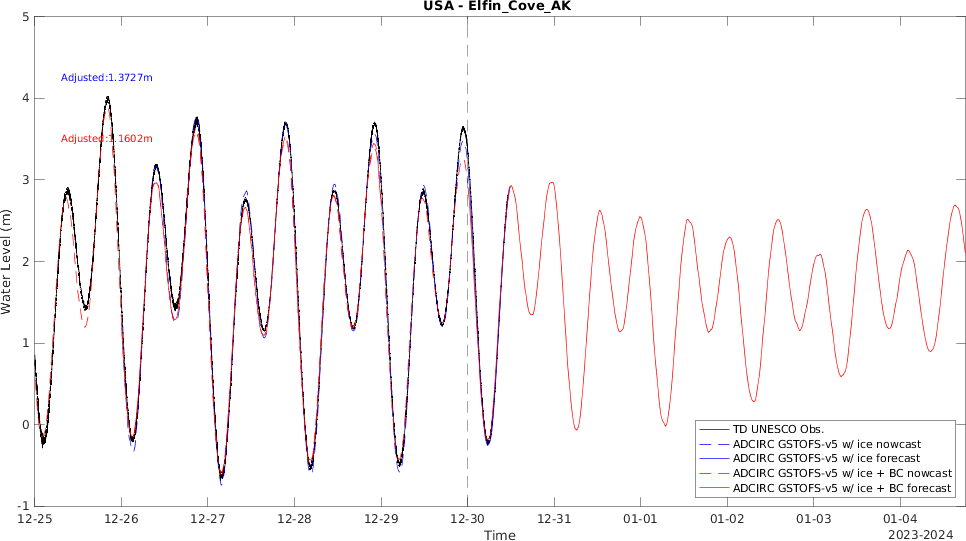 USA - Elfin_Cove_AK
5
4
3
2
1
0
-1
Water Level (m)
Adjusted:1.3727m
Adjusted:1.1602m
TD UNESCO Obs.
ADCIRC GSTOFS-v5 w/ ice nowcast
ADCIRC GSTOFS-v5 w/ ice forecast
ADCIRC GSTOFS-v5 w/ ice + BC nowcast
ADCIRC GSTOFS-v5 w/ ice + BC forecast
12-25 12-26 12-27 12-28 12-29 12-30 12-31 01-01 01-02 01-03 01-04
Time
2023-2024